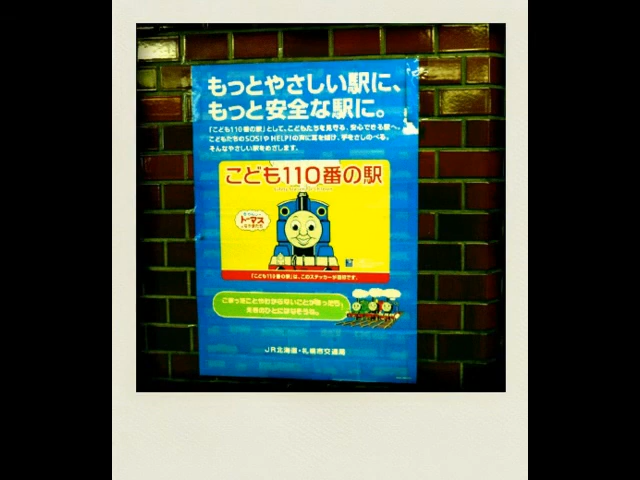 もっとやさしい駅に、
もっと安全な駅に。
「こども110番の駅」として、こどもたちを見守る、安心できる駅へ。
こどもたちのSOS!や HELP!の声に耳を傾け、手をさしのべる。
そんなやさしい駅をめざします。
こども110番の駅
トーマス
「こども110番の駅」は、このステッカーが目印です。
こまったことやわからないことがあったら
えきのひとにはなそうね。
JR北海道・札幌市交通局